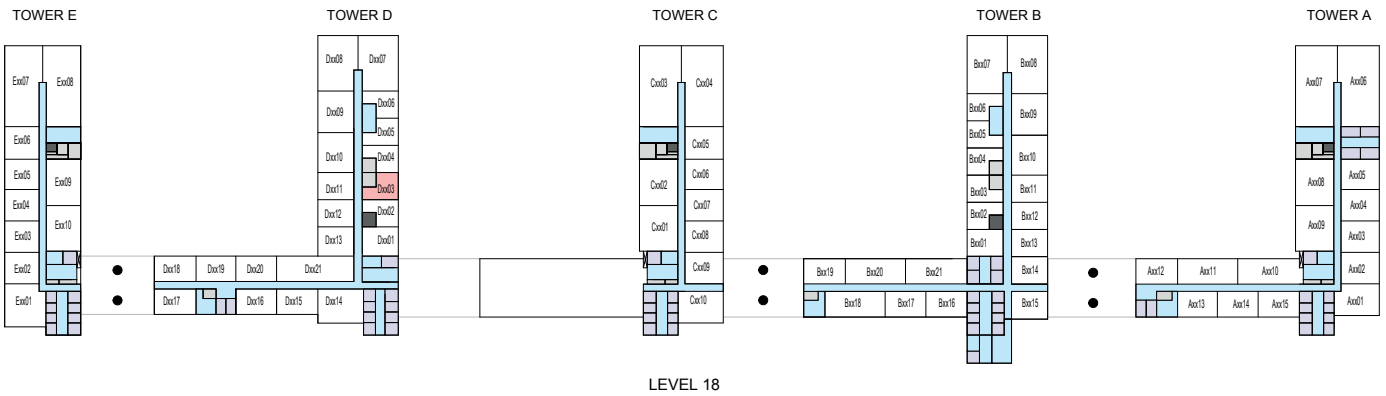 TOWER E
TOWER D
TOWER C
TOWER B
TOWER A
Exx07
Exx08
Exx06
Exx05
Exx09
Exx04
Exx10
Exx03
Exx02
Exx01
Dxx08
Dxx07
Dxx06
Dxx09
Dxx05
Dxx10
Dxx04
Dxx11
Dxx03
Dxx12
Dxx02
Dxx13
Dxx01
Dxx18
Dxx19
Dxx20
Dxx21
Dxx17
Dxx16
Dxx15
Dxx14
Cxx03
Cxx04
Cxx05
Cxx02
Cxx06
Cxx07
Cxx01
Cxx08
Cxx09
Cxx10
Bxx07
Bxx08
Bxx06
Bxx09
Bxx05
Bxx04
Bxx10
Bxx03
Bxx11
Bxx02
Bxx12
Bxx01
Bxx13
Bxx19
Bxx20
Bxx21
Bxx14
Bxx18
Bxx17
Bxx16
Bxx15
Axx07
Axx06
Axx08
Axx05
Axx04
Axx09
Axx03
Axx12
Axx11
Axx10
Axx02
Axx13
Axx14
Axx15
Axx01
LEVEL 18